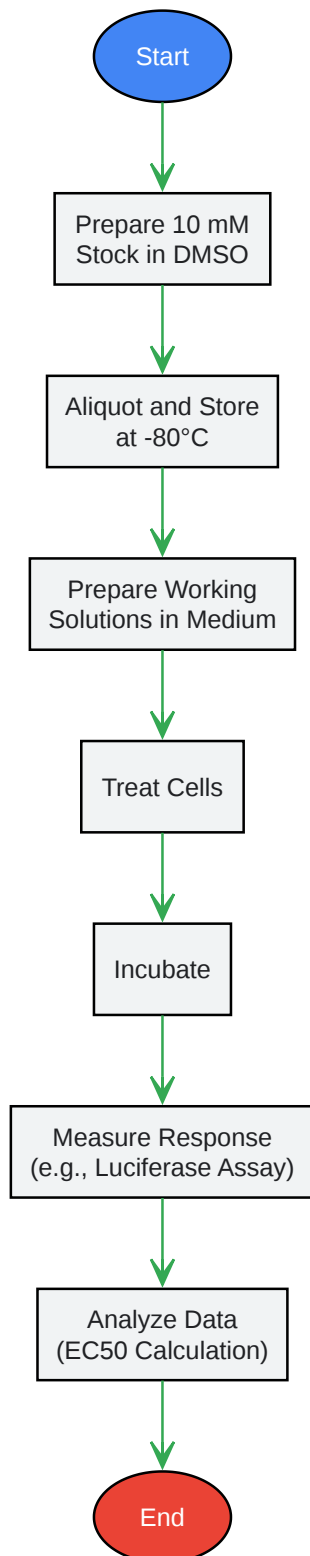 Start
Prepare 10 mM
Stock in DMSO
Aliquot and Store
at -80°C
Prepare Working
Solutions in Medium
Treat Cells
Incubate
Measure Response
(e.g., Luciferase Assay)
Analyze Data
(EC50 Calculation)
End